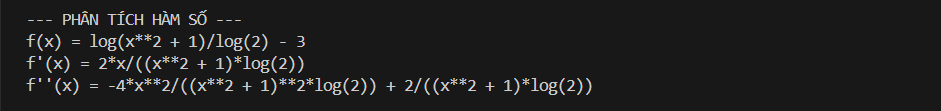 --- PHÂN TÍCH HÀM SỐ ---
f(x) = log(x**2 + 1)/log(2) - 3
f'(x) = 2*x/((x**2 + 1)*log(2))
f''(x) = -4*x**2/((x**2 + 1)**2*log(2)) + 2/((x**2 + 1)*log(2))